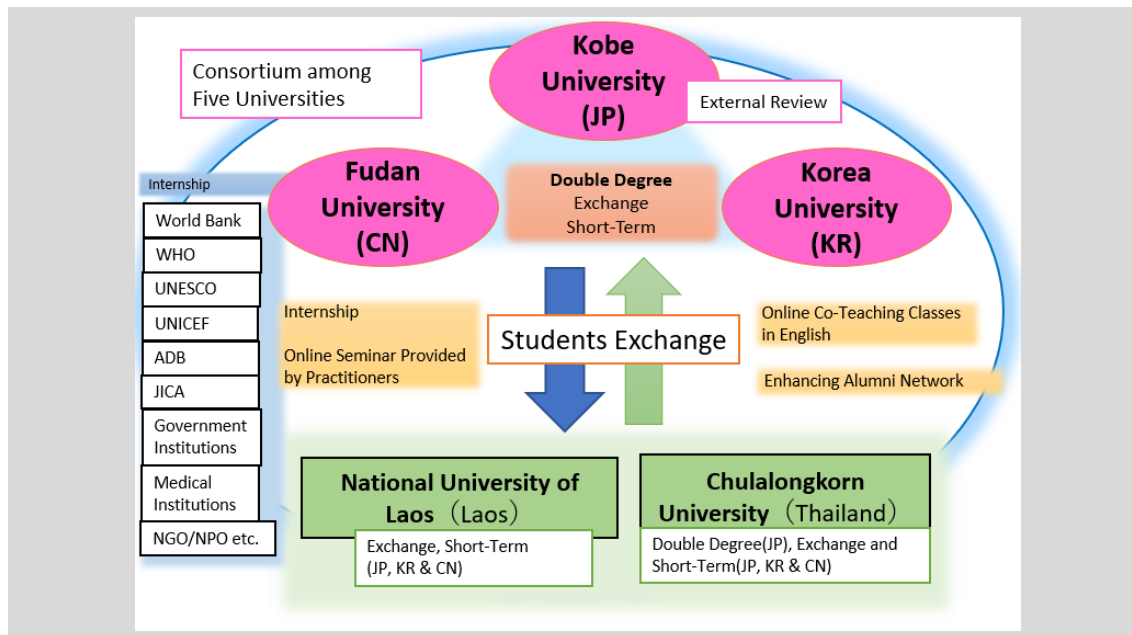 Consortium among
Five Universities
Kobe
University
(JP)
External Review
Fudan
University
(CN)
Double Degree
Exchange
Short-Term
Korea
University
(KR)
Internship
World Bank
WHO
UNESCO
UNICEF
ADB
JICA
Government
Institutions
Medical
Institutions
NGO/NPO etc.
Internship
Online Seminar Provided
by Practitioners
Students Exchange
Online Co-Teaching Classes
in English
Enhancing Alumni Network
National University of
Laos（Laos）
Exchange, Short-Term
(JP, KR & CN)
Chulalongkorn
University（Thailand）
Double Degree(JP), Exchange and
Short-Term(JP, KR & CN)